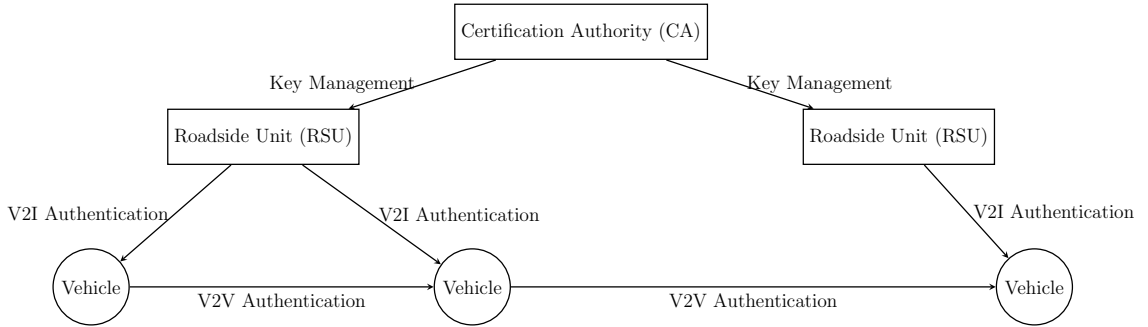 Certification Authority (CA)
Key Management
Key Management
Roadside Unit (RSU)
Roadside Unit (RSU)
V2I Authentication
V2I Authentication
V2I Authentication
Vehicle
Vehicle
Vehicle
V2V Authentication
V2V Authentication